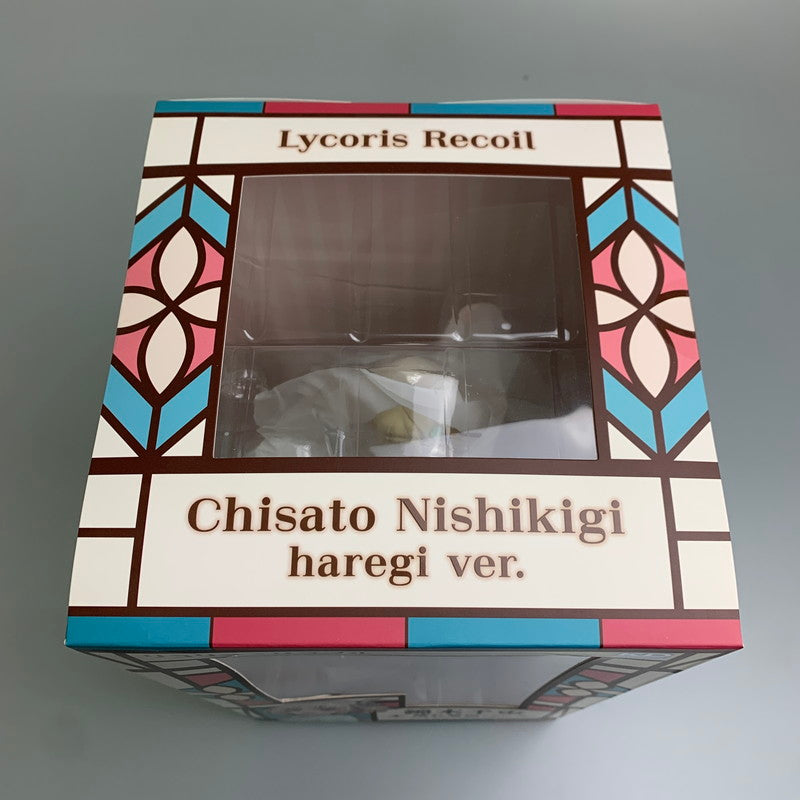 Lycoris Recoil
Chisato Nishikigi
haregi ver.